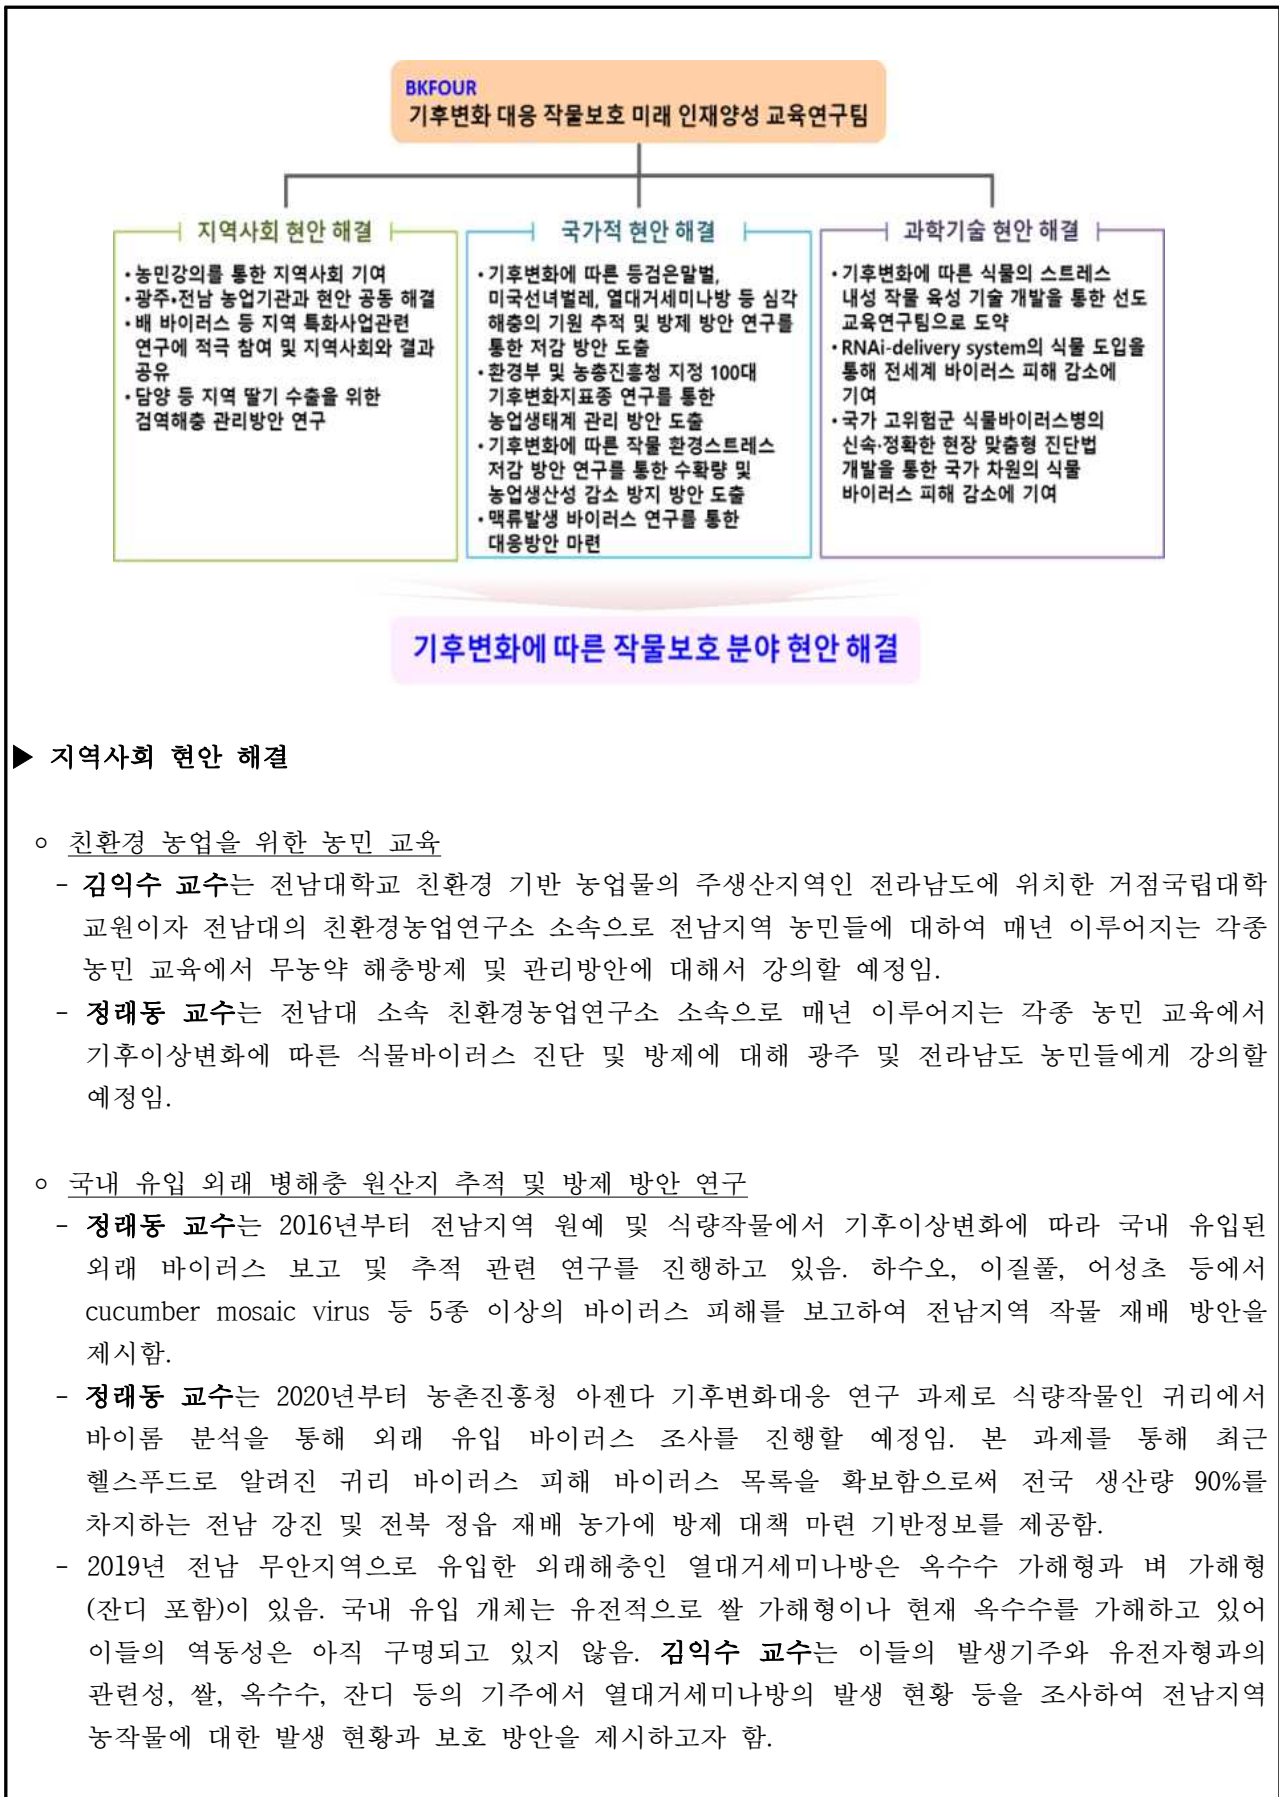 BKFOUR
기후변화 대응 작물보호 미래 인재양성 교육연구팀
지역사회 현안 해결
•농민강의를 통한 지역사회 기여
•광주•전남 농업기관과 현안 공동 해결
•배 바이러스 등 지역 특화사업관련
연구에 적극 참여 및 지역사회와 결과
공유
•담양 등 지역 딸기 수출을 위한
검역해충 관리방안 연구
국가적 현안 해결
•기후변화에 따른 등검은말벌,
미국선녀벌레, 열대거세미나방 등 심각
해충의 기원 추적 및 방제 방안 연구를
통한 저감 방안 도출
•환경부 및 농총진흥청 지정 100대
기후변화지표종 연구를 통한
농업생태계 관리 방안 도출
•기후변화에 따른 작물 환경스트레스
저감 방안 연구를 통한 수확량 및
농업생산성 감소 방지 방안 도출
•맥류발생 바이러스 연구를 통한
대응방안 마련
과학기술 현안 해결
•기후변화에 따른 식물의 스트레스
내성 작물 육성 기술 개발을 통한 선도
교육연구팀으로 도약
•RNAi-delivery system의 식물 도입을
통해 전세계 바이러스 피해 감소에
기여
•국가 고위험군 식물바이러스병의
신속·정확한 현장 맞춤형 진단법
개발을 통한 국가 차원의 식물
바이러스 피해 감소에 기여
기후변화에 따른 작물보호 분야 현안 해결
▶ 지역사회 현안 해결
○ 친환경 농업을 위한 농민 교육
- 김익수 교수는 전남대학교 친환경 기반 농업물의 주생산지역인 전라남도에 위치한 거점국립대학
교원이자 전남대의 친환경농업연구소 소속으로 전남지역 농민들에 대하여 매년 이루어지는 각종
농민 교육에서 무농약 해충방제 및 관리방안에 대해서 강의할 예정임.
- 정래동 교수는 전남대 소속 친환경농업연구소 소속으로 매년 이루어지는 각종 농민 교육에서
기후이상변화에 따른 식물바이러스 진단 및 방제에 대해 광주 및 전라남도 농민들에게 강의할
예정임.
○ 국내 유입 외래 병해충 원산지 추적 및 방제 방안 연구
- 정래동 교수는 2016년부터 전남지역 원예 및 식량작물에서 기후이상변화에 따라 국내 유입된
외래 바이러스 보고 및 추적 관련 연구를 진행하고 있음. 하수오, 이질풀, 어성초 등에서
cucumber mosaic virus 등 5종 이상의 바이러스 피해를 보고하여 전남지역 작물 재배 방안을
제시함.
- 정래동 교수는 2020년부터 농촌진흥청 아젠다 기후변화대응 연구 과제로 식량작물인 귀리에서
바이롬 분석을 통해 외래 유입 바이러스 조사를 진행할 예정임. 본 과제를 통해 최근
헬스푸드로 알려진 귀리 바이러스 피해 바이러스 목록을 확보함으로써 전국 생산량 90%를
차지하는 전남 강진 및 전북 정읍 재배 농가에 방제 대책 마련 기반정보를 제공함.
- 2019년 전남 무안지역으로 유입한 외래해충인 열대거세미나방은 옥수수 가해형과 벼 가해형
(잔디 포함)이 있음. 국내 유입 개체는 유전적으로 쌀 가해형이나 현재 옥수수를 가해하고 있어
이들의 역동성은 아직 구명되고 있지 않음. 김익수 교수는 이들의 발생기주와 유전자형과의
관련성, 쌀, 옥수수, 잔디 등의 기주에서 열대거세미나방의 발생 현황 등을 조사하여 전남지역
농작물에 대한 발생 현황과 보호 방안을 제시하고자 함.